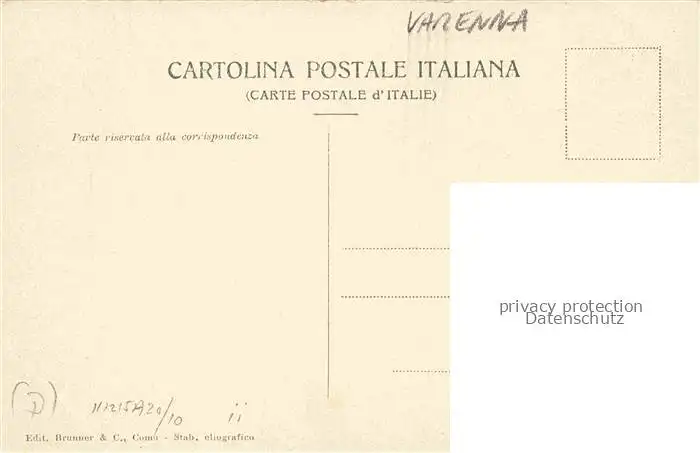 VARENNA
CARTOLINA POSTALE ITALIANA
(CARTE POSTALE d'ITALIE)
Parte riservata alla corrispondenza
privacy protection
Datenschutz
(D)
ii
Edit. Brunner & C., Como - Stab. eliografico